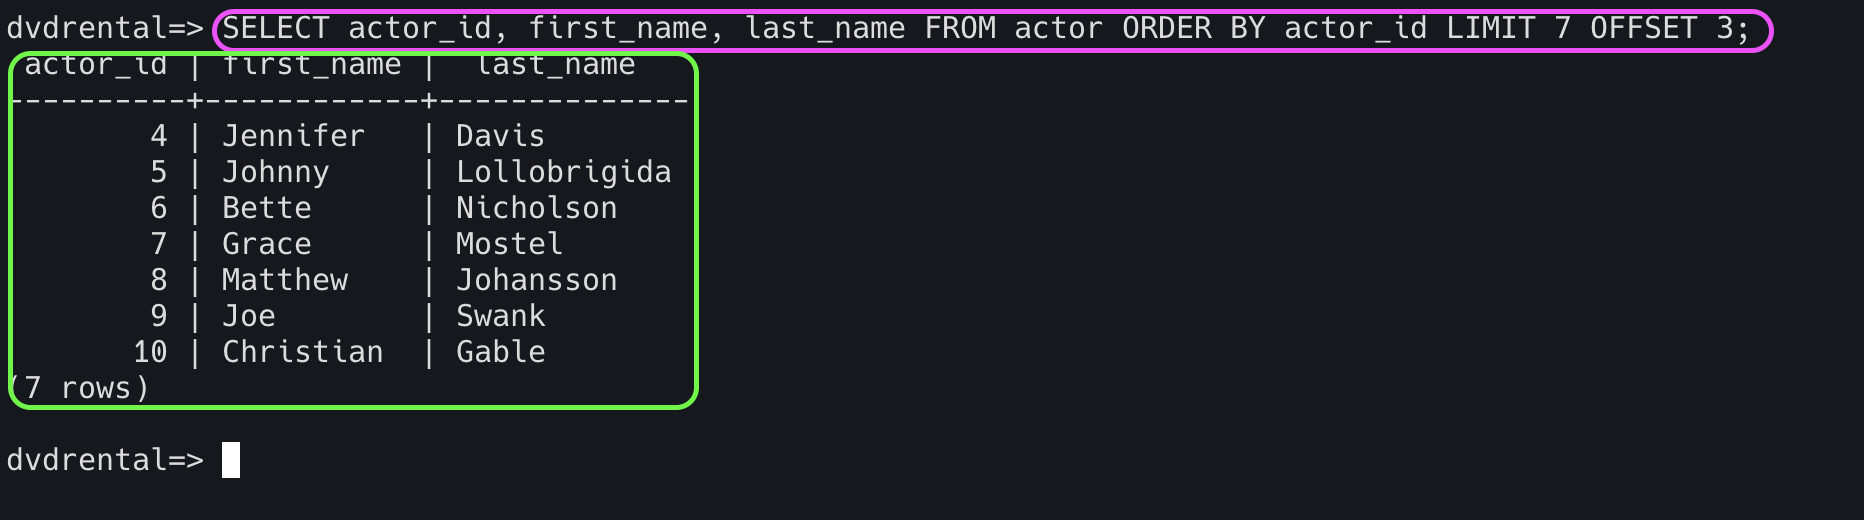 dvdrental=> SELECT actor_id, first_name, last_name FROM actor ORDER BY actor_id LIMIT 7 OFFSET 3;
 actor_id | first_name |  last_name
----------+------------+--------------
        4 | Jennifer   | Davis
        5 | Johnny     | Lollobrigida
        6 | Bette      | Nicholson
        7 | Grace      | Mostel
        8 | Matthew    | Johansson
        9 | Joe        | Swank
       10 | Christian  | Gable
(7 rows)
dvdrental=>